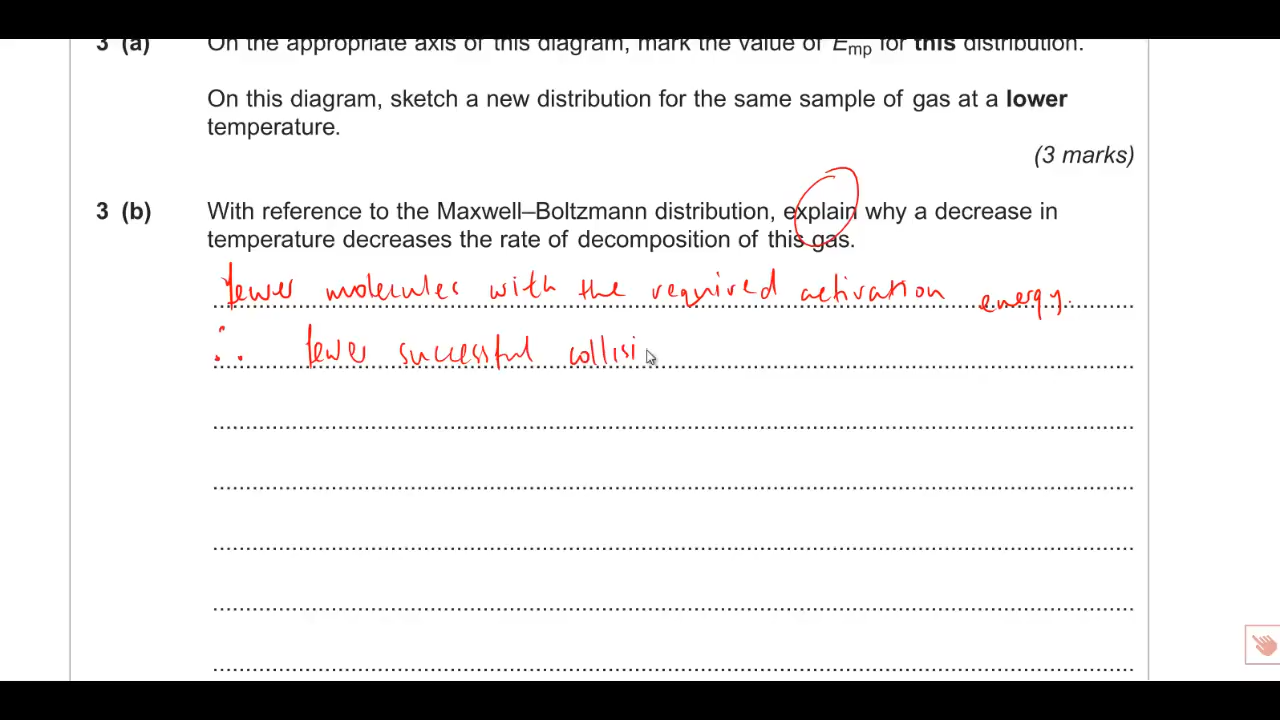 3 (a) On the appropriate axis of this diagram, mark the value of Emp for this distribution.
On this diagram, sketch a new distribution for the same sample of gas at a lower
temperature.
(3 marks)
3 (b) With reference to the Maxwell–Boltzmann distribution, explain why a decrease in
temperature decreases the rate of decomposition of this gas.
fewer molecules with the required activation energy.
∴ fewer successful collisi